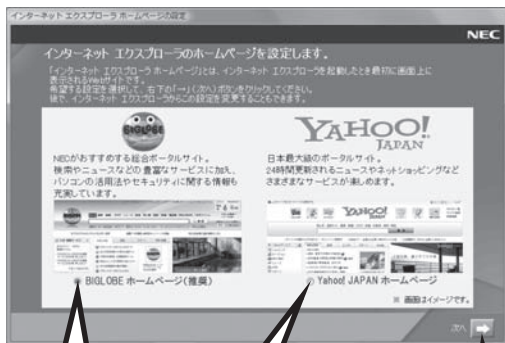 インターネット エクスプローラ ホームページの設定
NEC
インターネット エクスプローラのホームページを設定します。
「インターネット エクスプローラ ホームページ」とは、インターネット エクスプローラを起動したとき最初に画面上に
表示されるWebサイトです。
希望する設定を選択して、右下の「→」(次へ)ボタンをクリックしてください。
後で、インターネット エクスプローラからこの設定を変更することもできます。
BIGLOBE
NECがおすすめする総合ポータルサイト。
検索やニュースなどの豊富なサービスに加え、
パソコンの活用法やセキュリティに関する情報も
充実しています。
BIGLOBE ホームページ(推奨)
YAHOO!
JAPAN
日本最大級のポータルサイト。
24時間更新されるニュースやネットショッピングなど
さまざまなサービスが楽しめます。
YAHOO!
Yahoo! JAPAN ホームページ
※ 画面はイメージです。
次へ